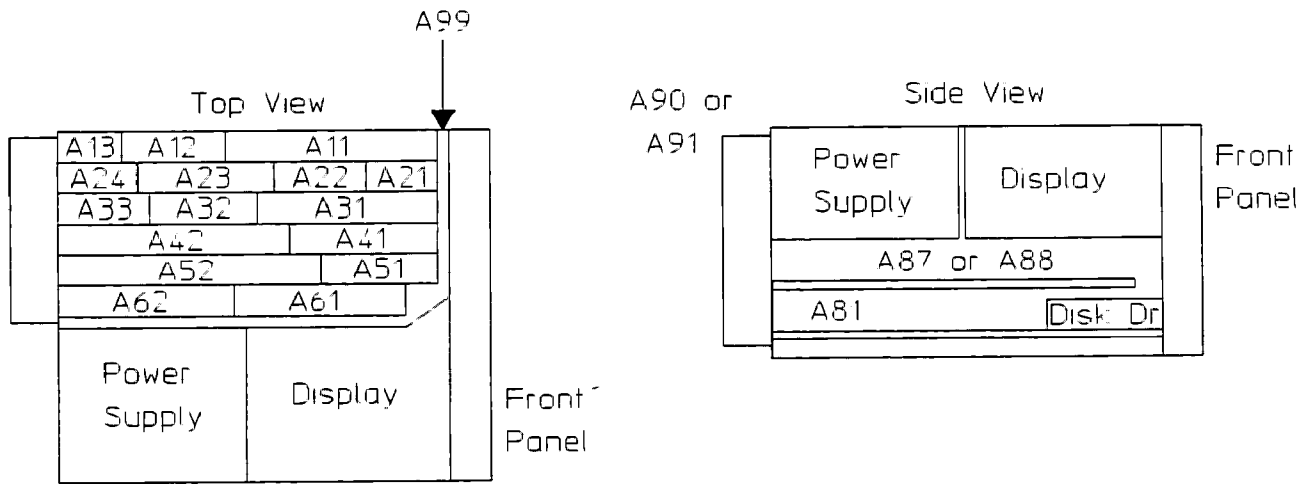 A99
Top View
A13 A12 A11
A24 A23 A22 A21
A33 A32 A31
A42 A41
A52 A51
A62 A61
Power
Supply
Display
Front
Panel
A90 or
A91
Side View
Power
Supply
Display
Front
Panel
A87 or A88
A81
Disk Dr